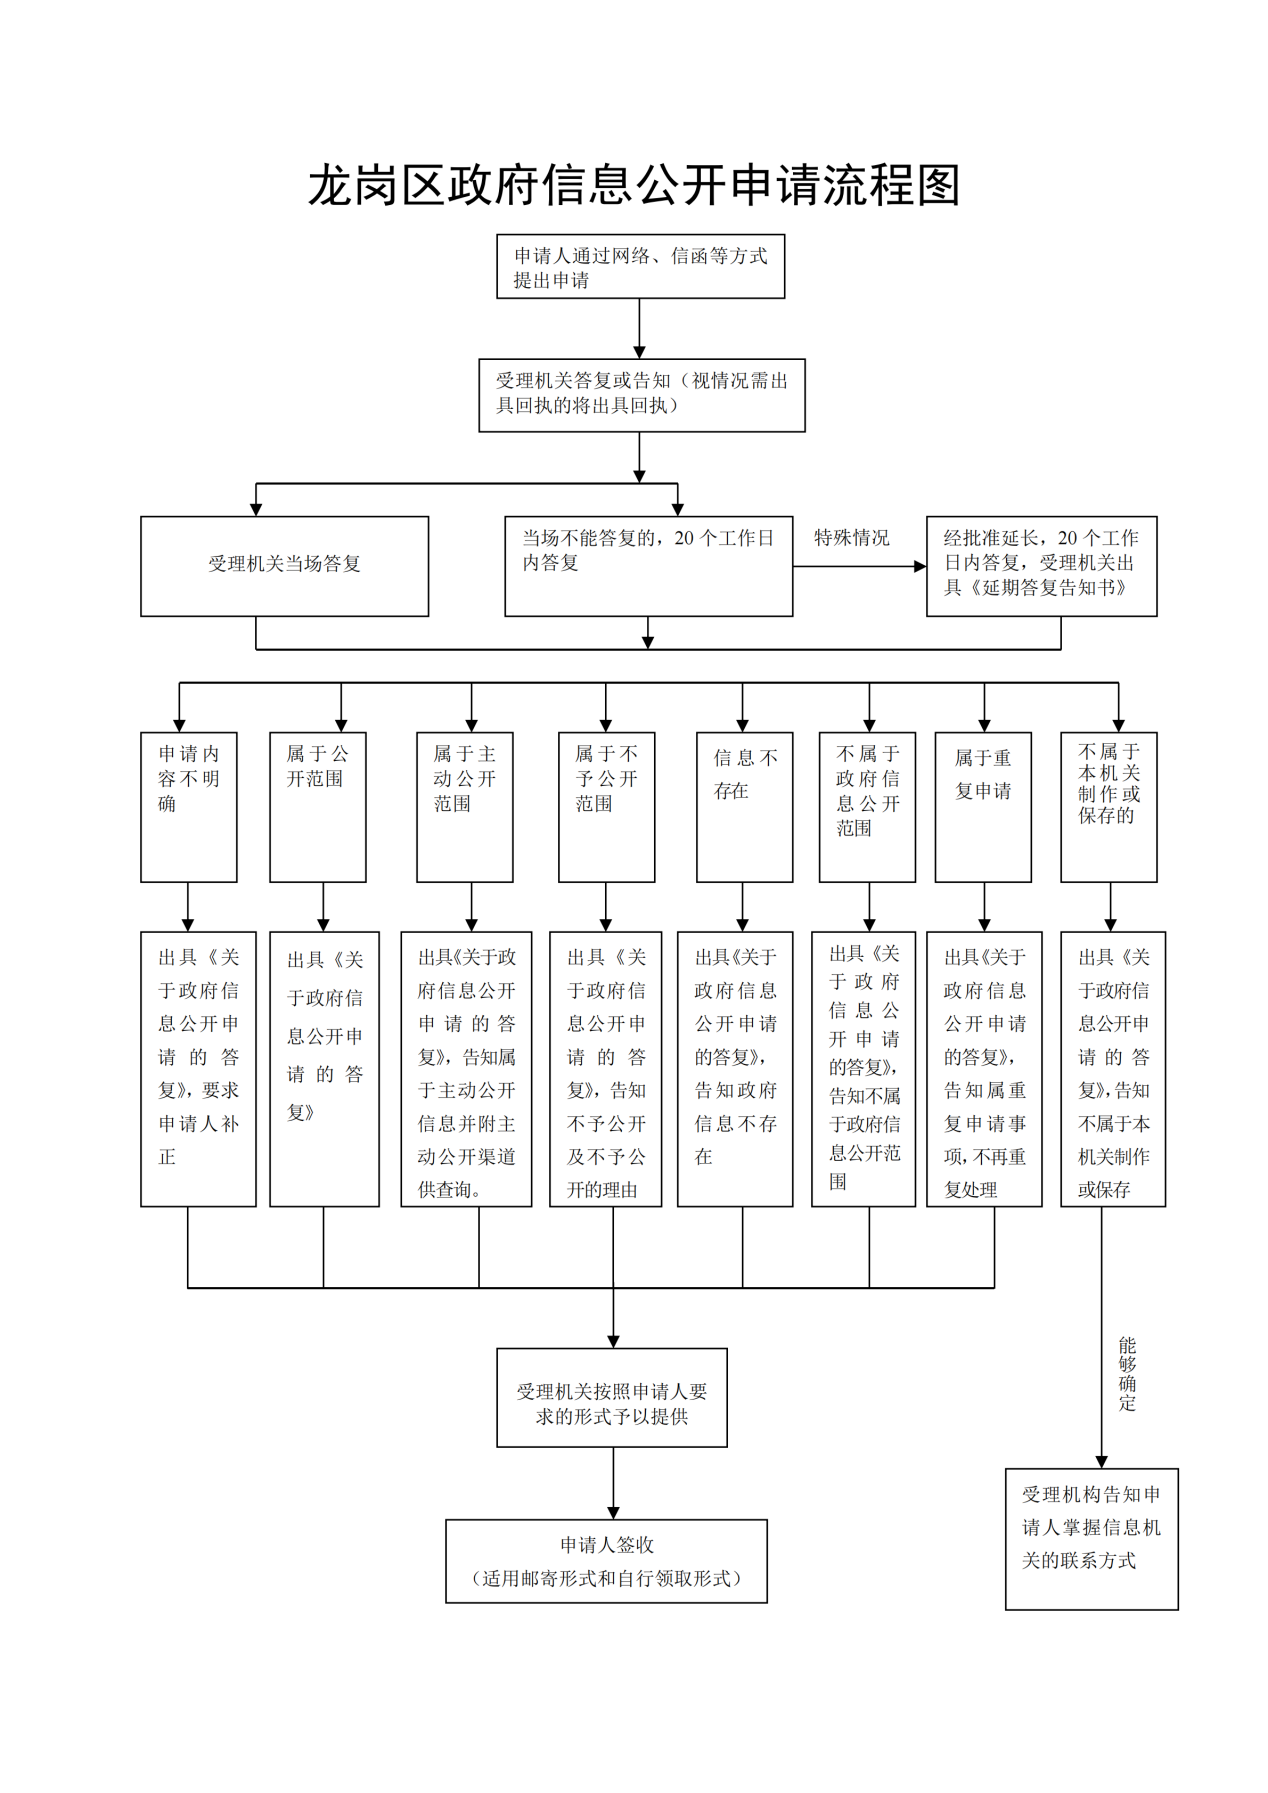 龙岗区政府信息公开申请流程图
申请人通过网络、信函等方式
提出申请
受理机关答复或告知（视情况需出
具回执的将出具回执）
受理机关当场答复
当场不能答复的，20 个工作日
内答复
特殊情况
经批准延长，20 个工作
日内答复，受理机关出
具《延期答复告知书》
申请内
容不明
确
属于公
开范围
属于主
动公开
范围
属于不
予公开
范围
信息不
存在
不属于
政府信
息公开
范围
属于重
复申请
不属于
本机关
制作或
保存的
出具《关
于政府信
息公开申
请的答
复》，要求
申请人补
正
出具《关
于政府信
息公开申
请的答
复》
出具《关于政
府信息公开
申请的答
复》，告知属
于主动公开
信息并附主
动公开渠道
供查询。
出具《关
于政府信
息公开申
请的答
复》，告知
不予公开
及不予公
开的理由
出具《关于
政府信息
公开申请
的答复》，
告知政府
信息不存
在
出具《关
于政府
信息公
开申请
的答复》，
告知不属
于政府信
息公开范
围
出具《关于
政府信息
公开申请
的答复》，
告知属重
复申请事
项，不再重
复处理
出具《关
于政府信
息公开申
请的答
复》，告知
不属于本
机关制作
或保存
能够确定
受理机关按照申请人要
求的形式予以提供
申请人签收
（适用邮寄形式和自行领取形式）
受理机构告知申
请人掌握信息机
关的联系方式